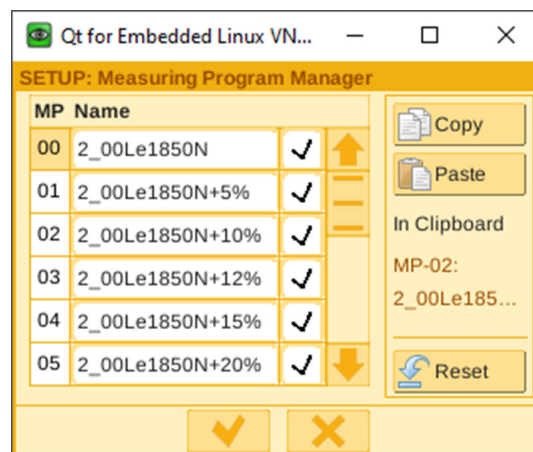 Qt for Embedded Linux VN...
SETUP: Measuring Program Manager
MP Name
00 2_00Le1850N
01 2_00Le1850N+5%
02 2_00Le1850N+10%
03 2_00Le1850N+12%
04 2_00Le1850N+15%
05 2_00Le1850N+20%
Copy
Paste
In Clipboard
MP-02:
2_00Le185...
Reset